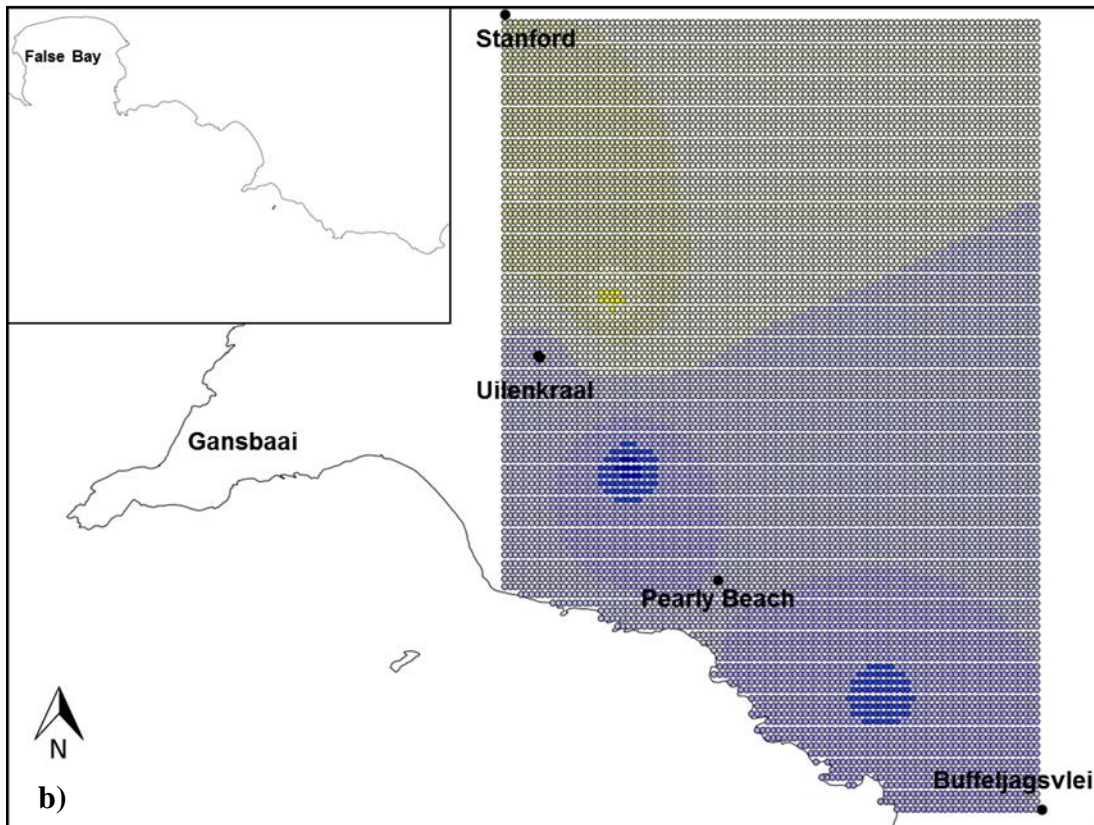 Stanford
False Bay
Uilenkraal
Gansbaai
Pearly Beach
N
Buffeljagsvlei
b)